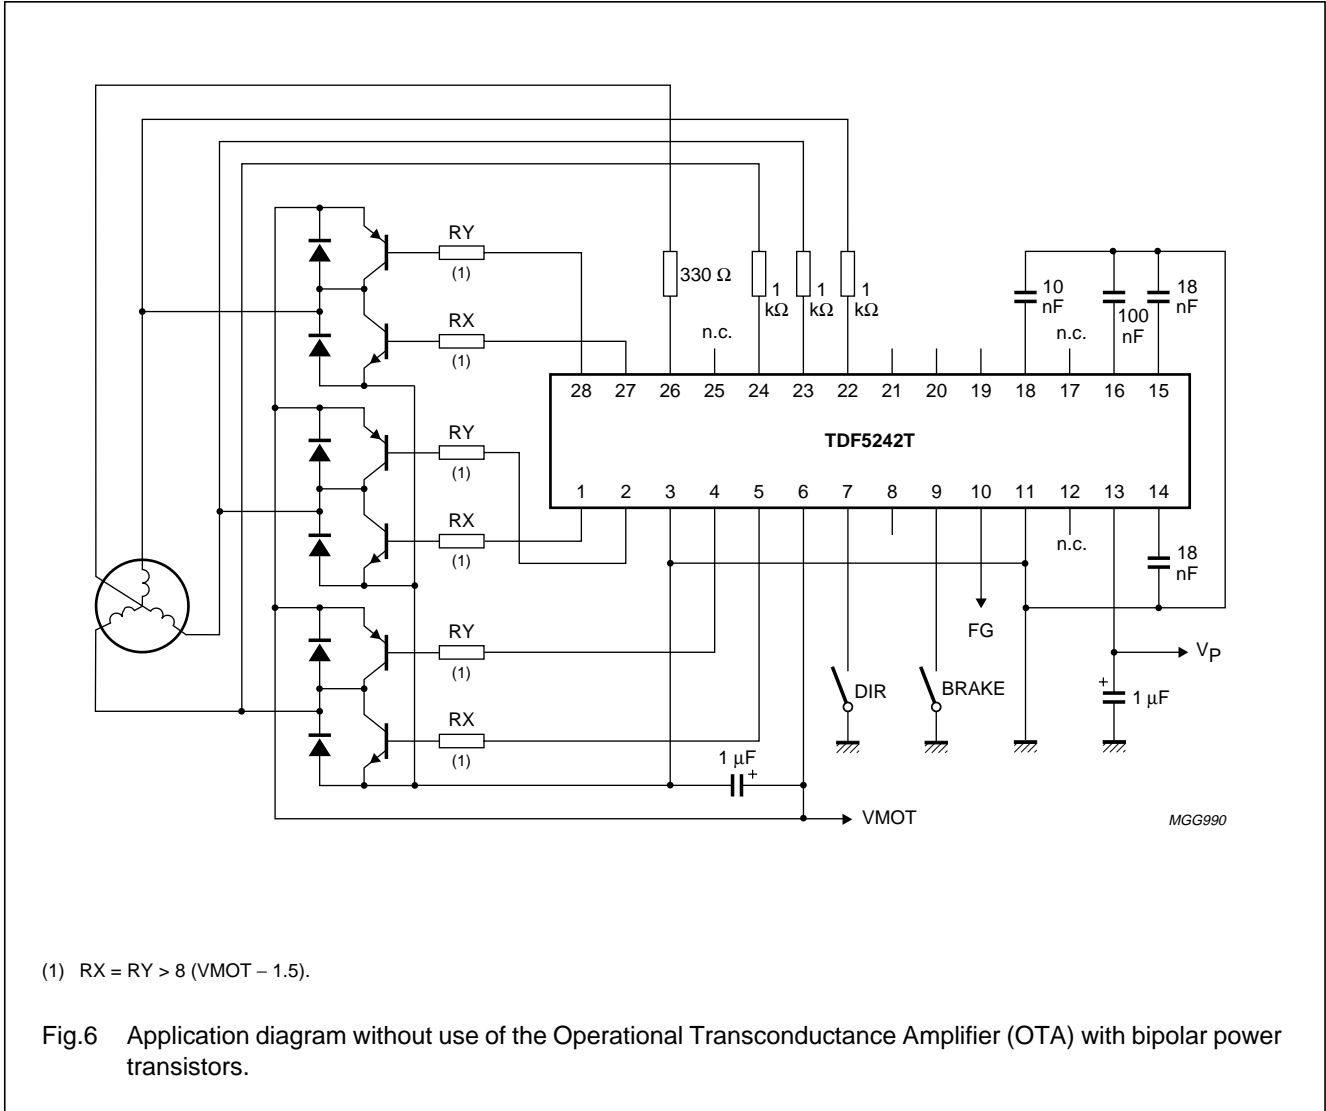 RY
(1)
330 Ω
1
kΩ
1
kΩ
1
kΩ
10
nF
100
nF
18
nF
RX
(1)
n.c.
n.c.
28 27 26 25 24 23 22 21 20 19 18 17 16 15
RY
(1)
TDF5242T
1 2 3 4 5 6 7 8 9 10 11 12 13 14
RX
(1)
n.c.
18
nF
RY
(1)
FG
VP
DIR
BRAKE
+
1 μF
RX
(1)
1 μF
+
VMOT
MGG990
(1) RX = RY > 8 (VMOT − 1.5).
Fig.6 Application diagram without use of the Operational Transconductance Amplifier (OTA) with bipolar power
transistors.